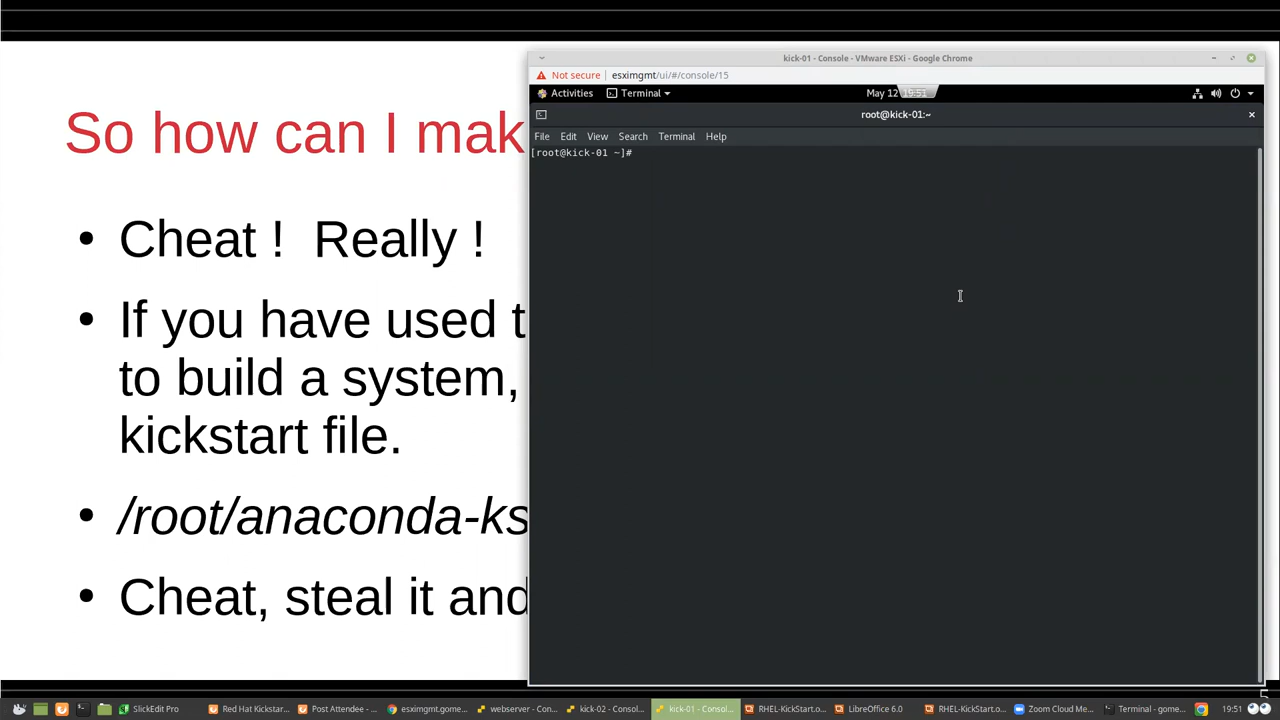 So how can I mak
• Cheat ! Really !
• If you have used t
to build a system,
kickstart file.
• /root/anaconda-ks
• Cheat, steal it and
kick-01 - Console - VMware ESXi - Google Chrome
Not secure | esximgmt/ui/#/console/15
Activities Terminal May 12 19:51
root@kick-01:~
File Edit View Search Terminal Help
[root@kick-01 ~]#
5
SlickEdit Pro Red Hat Kickstar... Post Attendee - ... esximgmt.gome... webserver - Con... kick-02 - Consol... kick-01 - Consol... RHEL-KickStart.o... LibreOffice 6.0 RHEL-KickStart.o... Zoom Cloud Me... Terminal - gome... 19:51